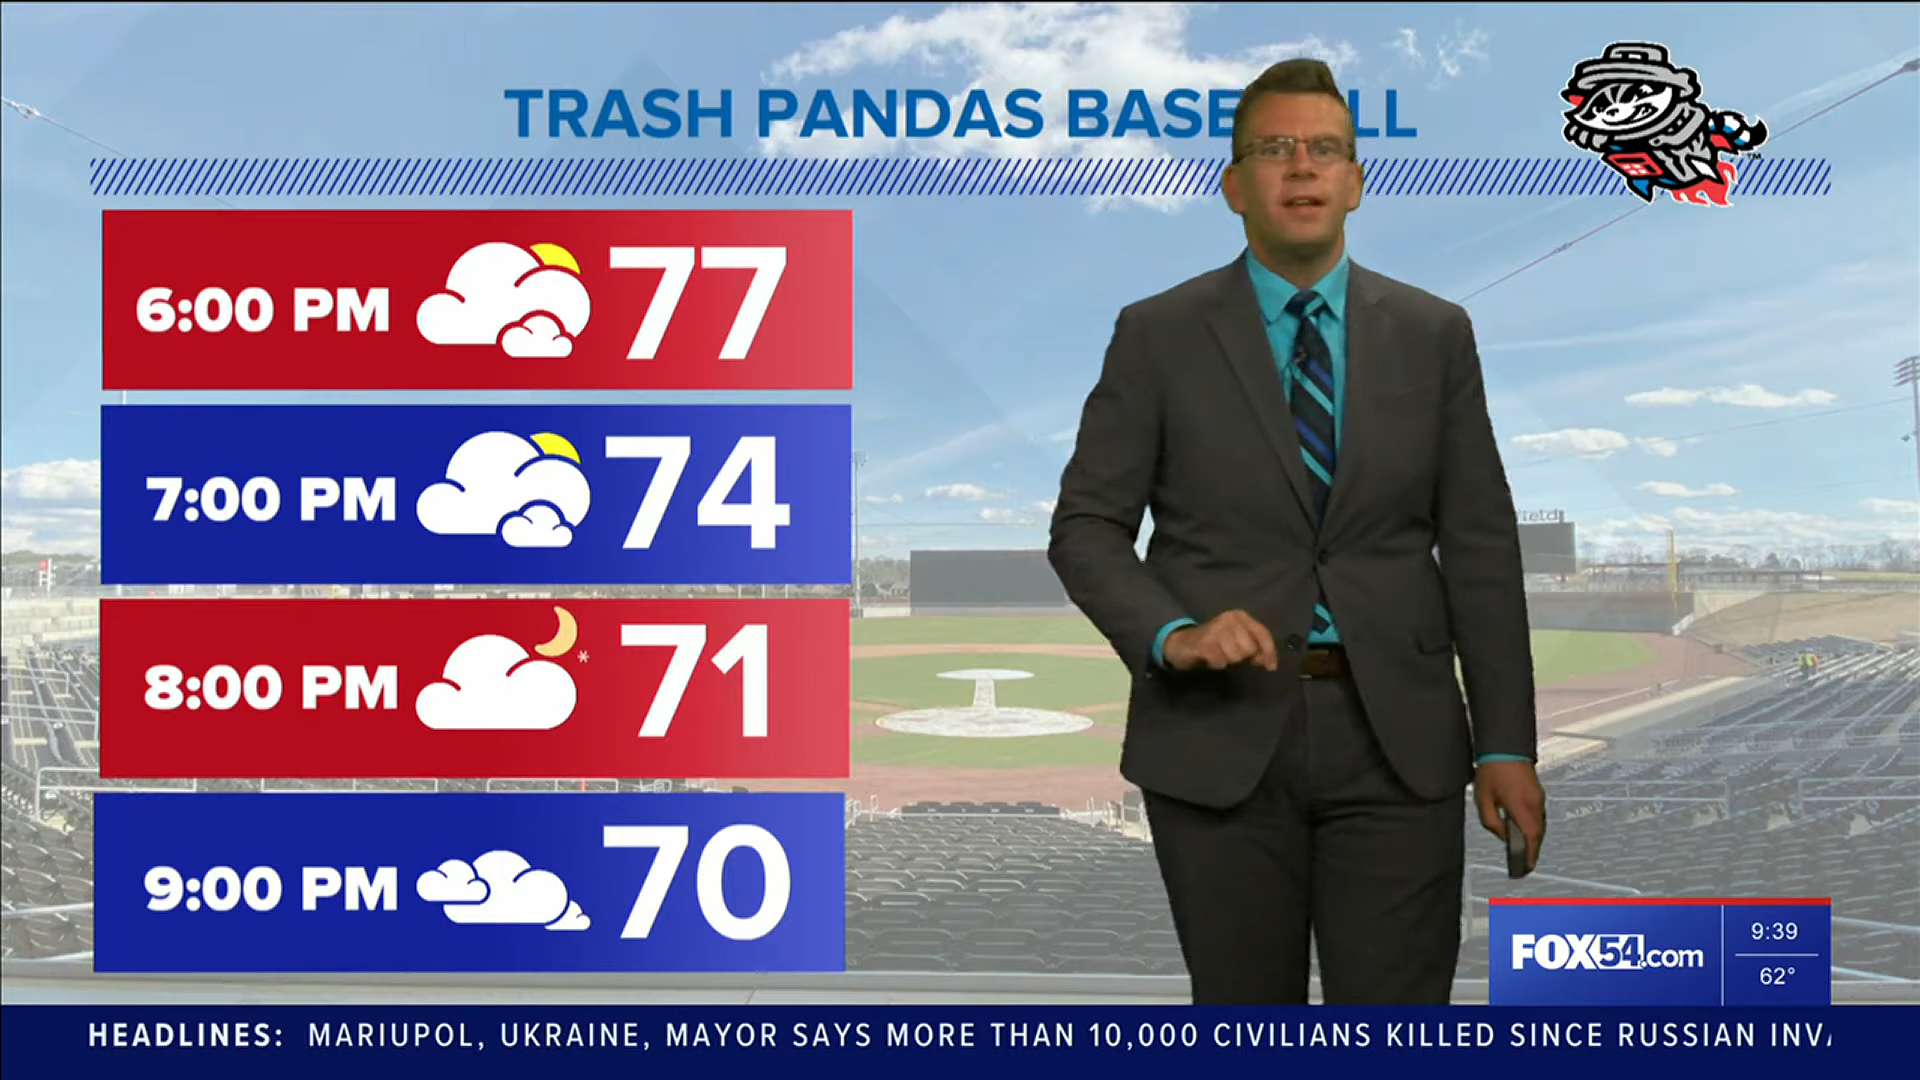 TRASH PANDAS BASE LL
6:00 PM 77
7:00 PM 74
8:00 PM 71
9:00 PM 70
FOX54.com
9:39
62°
HEADLINES: MARIUPOL, UKRAINE, MAYOR SAYS MORE THAN 10,000 CIVILIANS KILLED SINCE RUSSIAN INV